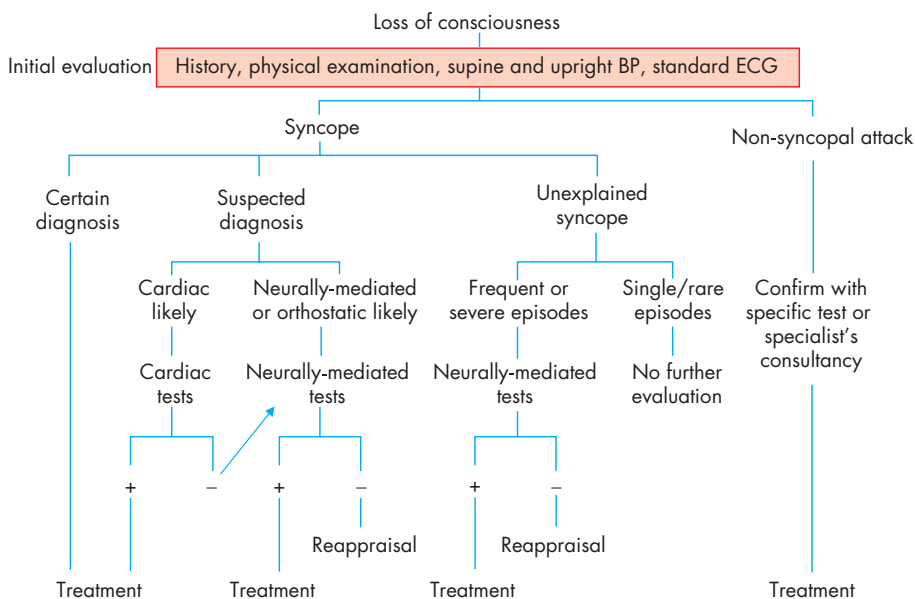 Loss of consciousness
Initial evaluation
History, physical examination, supine and upright BP, standard ECG
Syncope
Non-syncopal attack
Certain
diagnosis
Suspected
diagnosis
Unexplained
syncope
Cardiac
likely
Neurally-mediated
or orthostatic likely
Frequent or
severe episodes
Single/rare
episodes
Confirm with
specific test or
specialist's
consultancy
Cardiac
tests
Neurally-mediated
tests
Neurally-mediated
tests
No further
evaluation
+
–
+
–
+
–
Reappraisal
Reappraisal
Treatment
Treatment
Treatment
Treatment